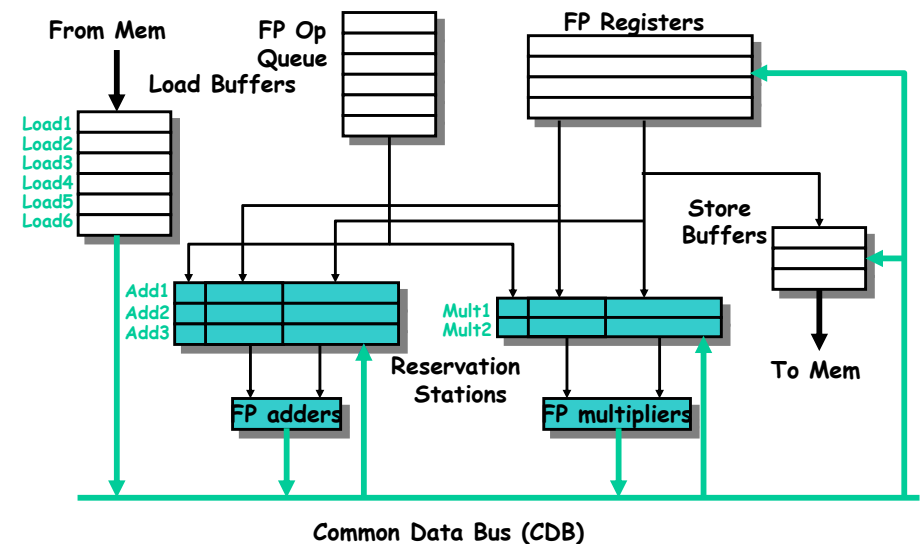 From Mem
FP Op
Queue
FP Registers
Load Buffers
Load1
Load2
Load3
Load4
Load5
Load6
Store
Buffers
Add1
Add2
Add3
Mult1
Mult2
Reservation
Stations
To Mem
FP adders
FP multipliers
Common Data Bus (CDB)